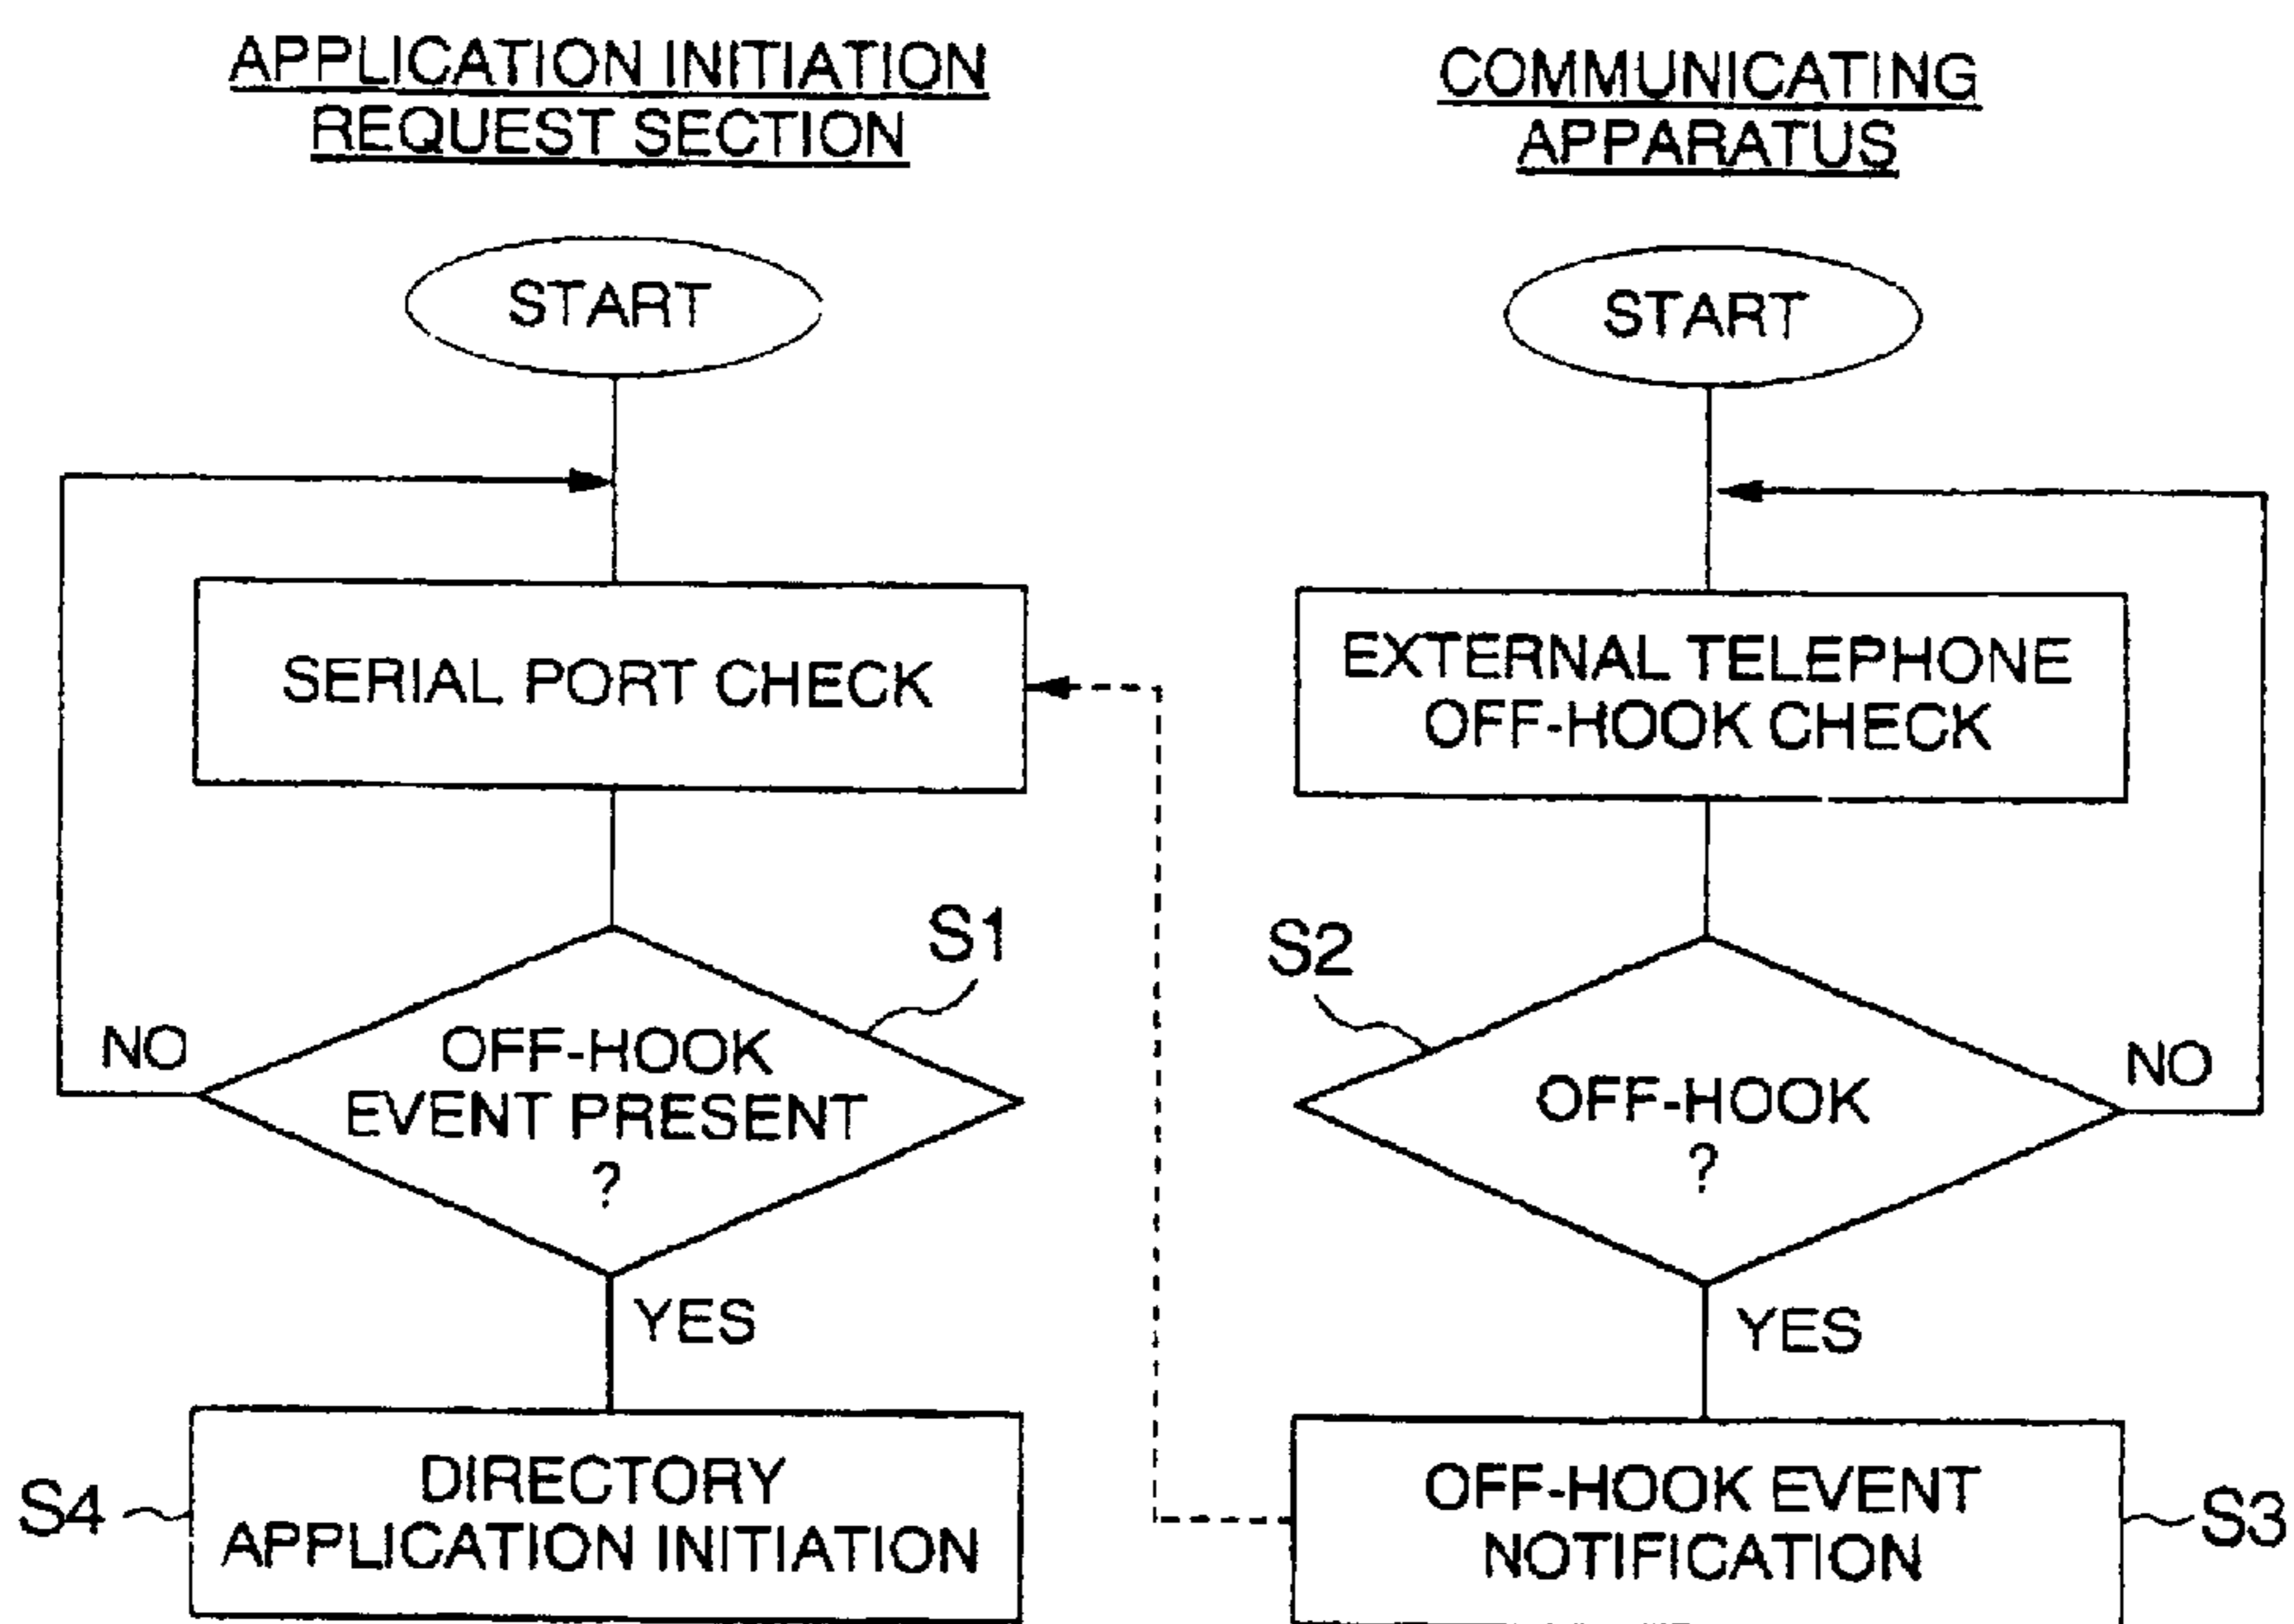 APPLICATION INITIATION
REQUEST SECTION
START
SERIAL PORT CHECK
S1
OFF-HOOK
EVENT PRESENT
?
NO
YES
S4
DIRECTORY
APPLICATION INITIATION
COMMUNICATING
APPARATUS
START
EXTERNAL TELEPHONE
OFF-HOOK CHECK
S2
OFF-HOOK
?
NO
YES
OFF-HOOK EVENT
NOTIFICATION
S3